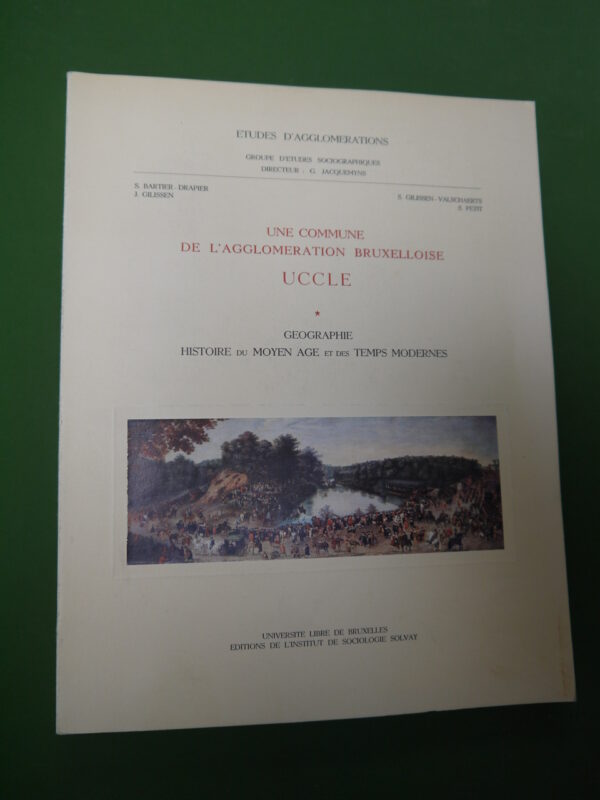 ETUDES D'AGGLOMERATIONS
GROUPE D'ETUDES SOCIOGRAPHIQUES
DIRECTEUR : G. JACQUEMYNS
S. BARTIER-DRAPIER
J. GILISSEN
S. GILISSEN-VALSCHAERTS
S. PETIT
UNE COMMUNE
DE L'AGGLOMERATION BRUXELLOISE
UCCLE
*
GEOGRAPHIE
HISTOIRE DU MOYEN AGE ET DES TEMPS MODERNES
UNIVERSITE LIBRE DE BRUXELLES
EDITIONS DE L'INSTITUT DE SOCIOLOGIE SOLVAY